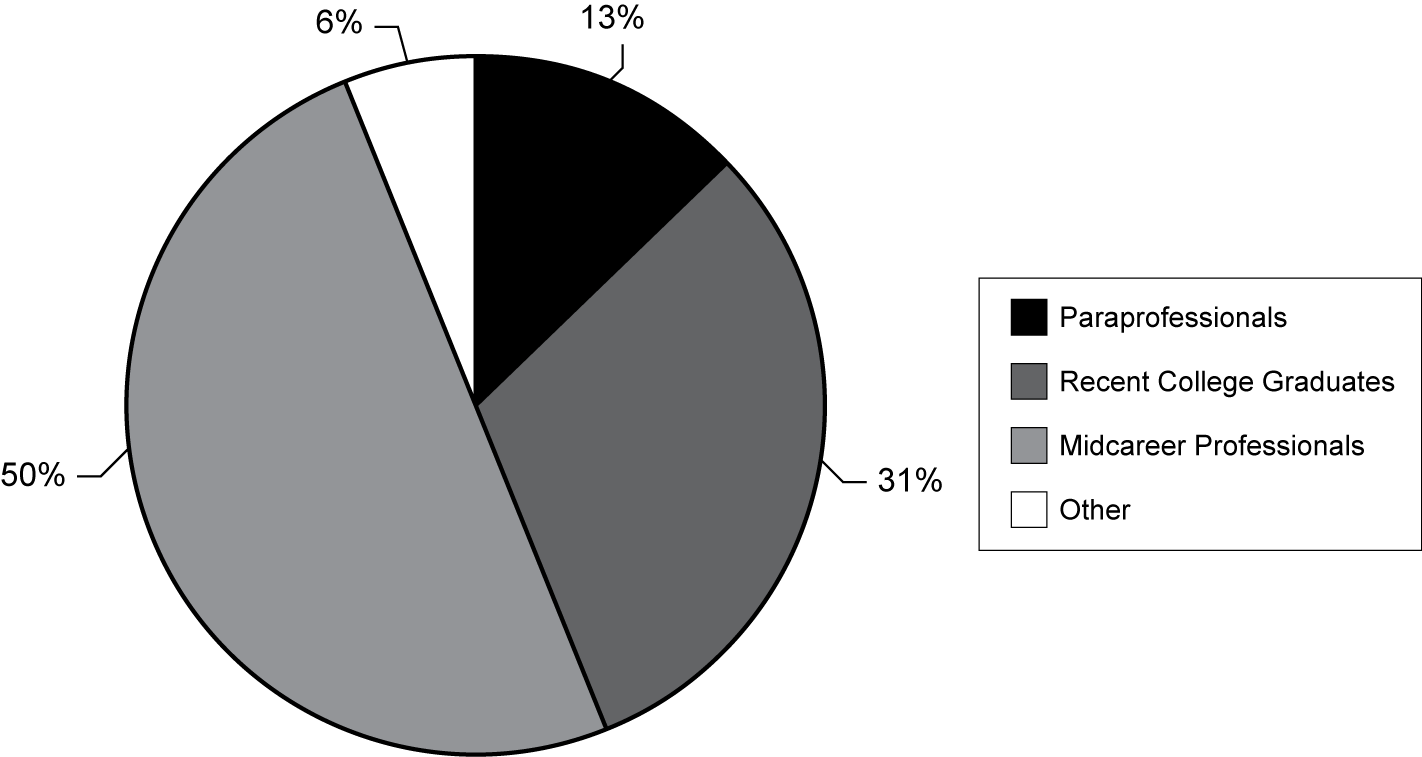 6%
13%
50%
31%
Paraprofessionals
Recent College Graduates
Midcareer Professionals
Other